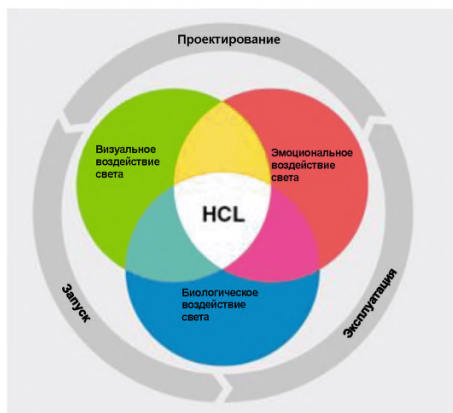 Проектирование
Визуальное
воздействие
света
Эмоциональное
воздействие
света
HCL
Биологическое
воздействие
света
Запуск
Эксплуатация